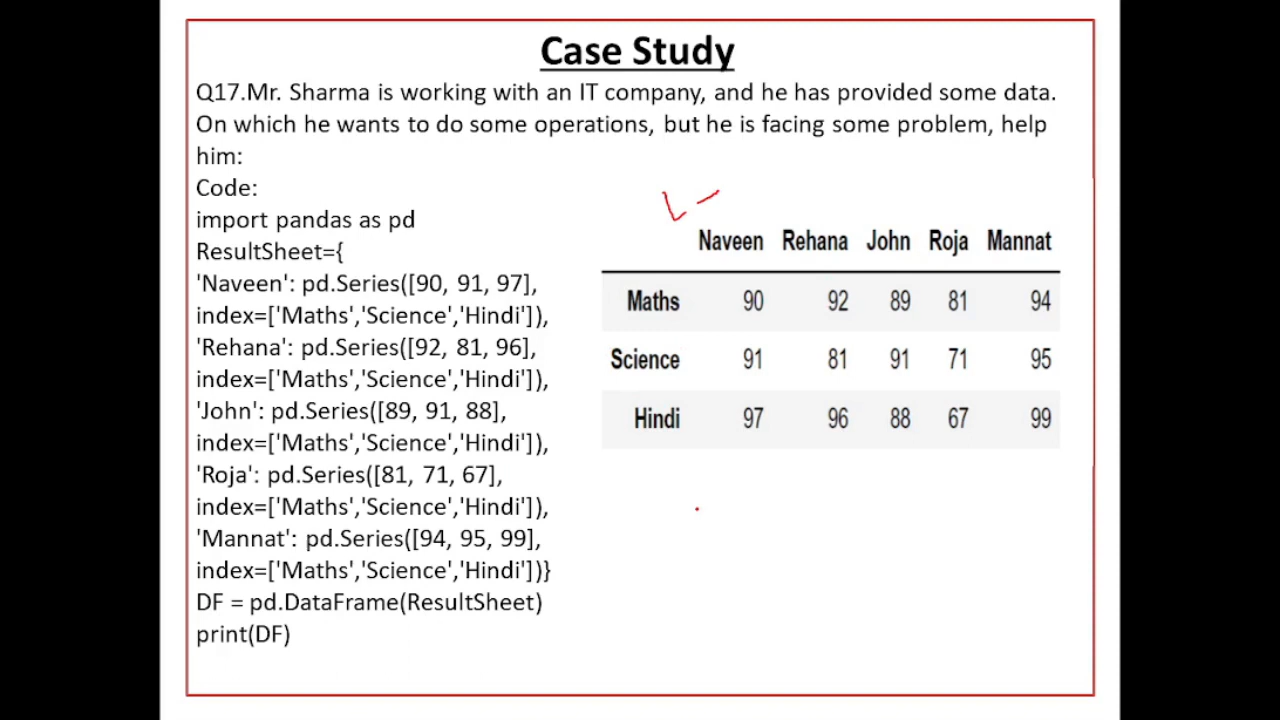 Case Study
Q17.Mr. Sharma is working with an IT company, and he has provided some data.
On which he wants to do some operations, but he is facing some problem, help
him:
Code:
import pandas as pd
ResultSheet={
'Naveen': pd.Series([90, 91, 97],
index=['Maths','Science','Hindi']),
'Rehana': pd.Series([92, 81, 96],
index=['Maths','Science','Hindi']),
'John': pd.Series([89, 91, 88],
index=['Maths','Science','Hindi']),
'Roja': pd.Series([81, 71, 67],
index=['Maths','Science','Hindi']),
'Mannat': pd.Series([94, 95, 99],
index=['Maths','Science','Hindi'])}
DF = pd.DataFrame(ResultSheet)
print(DF)
Naveen Rehana John Roja Mannat
Maths 90 92 89 81 94
Science 91 81 91 71 95
Hindi 97 96 88 67 99